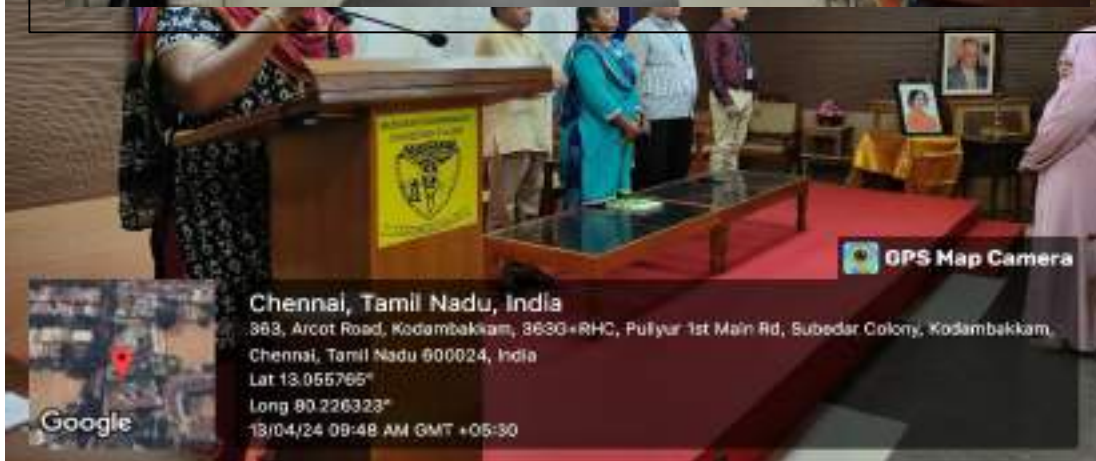 GPS Map Camera
Chennai, Tamil Nadu, India
363, Arcot Road, Kodambakkam, 363G+RHC, Puliyur 1st Main Rd, Subedar Colony, Kodambakkam,
Chennai, Tamil Nadu 600024, India
Lat 13.055765°
Long 80.226323°
13/04/24 09:48 AM GMT +05:30
Google